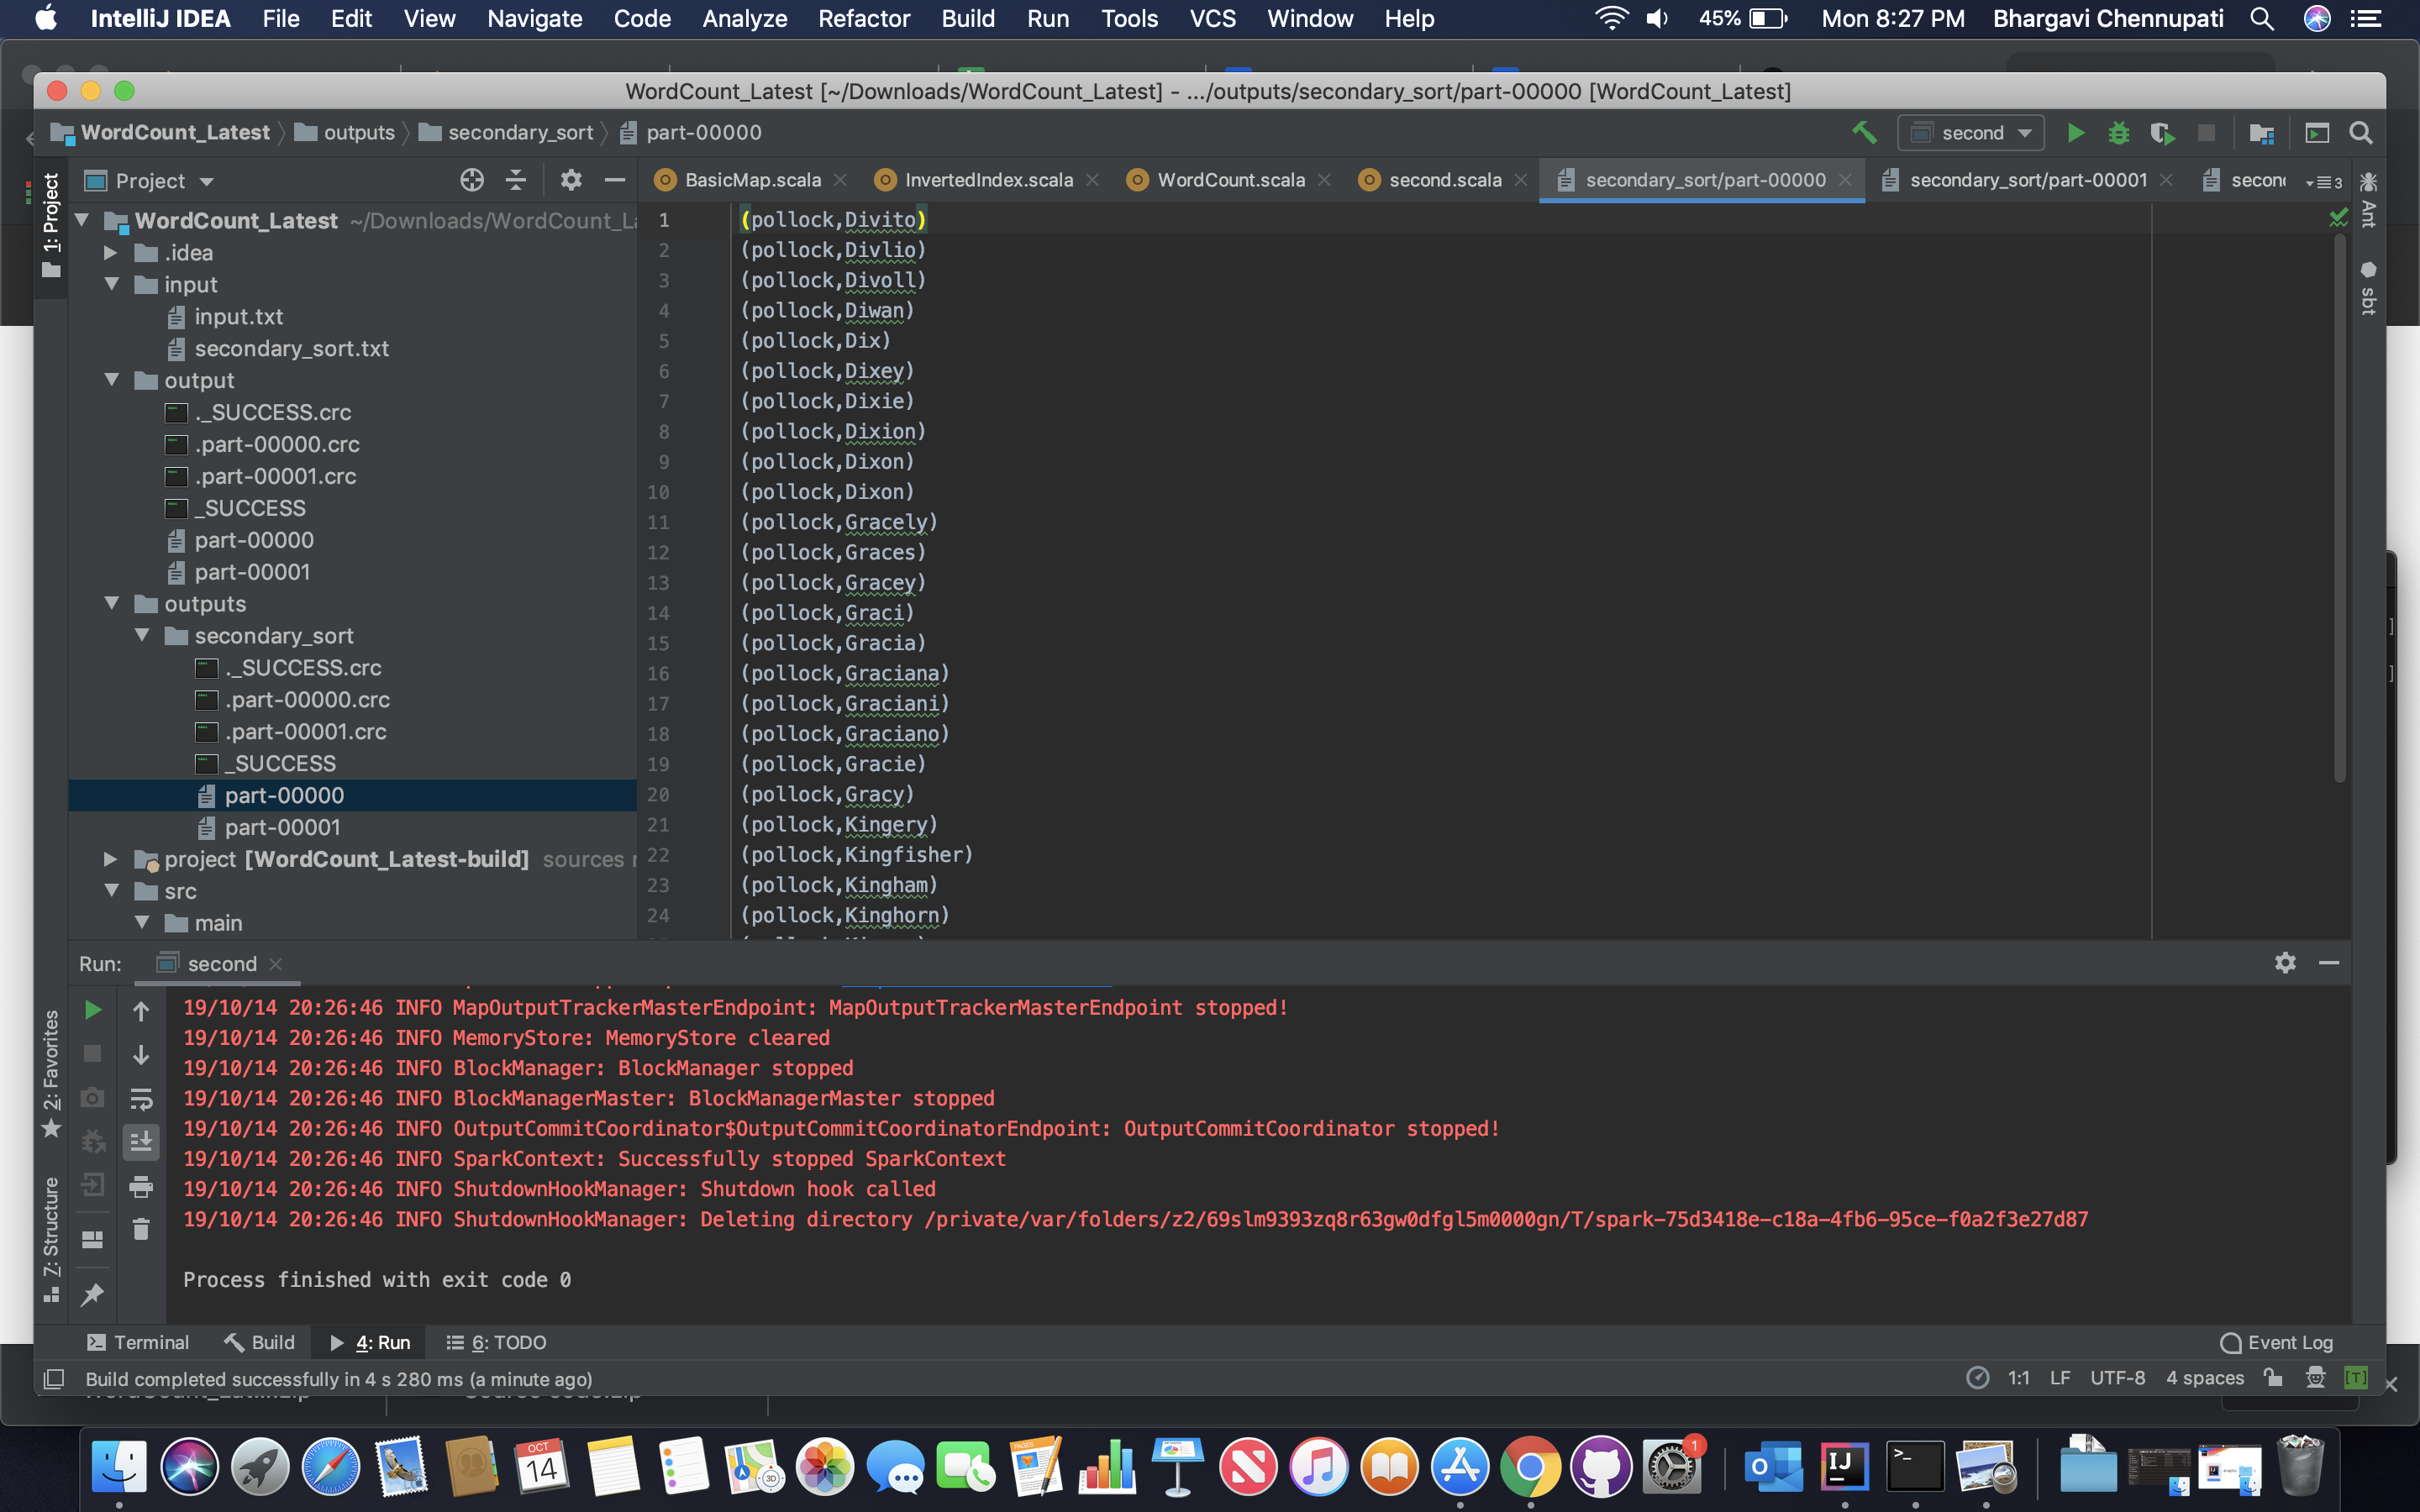 IntelliJ IDEA File Edit View Navigate Code Analyze Refactor Build Run Tools VCS Window Help 45% Mon 8:27 PM Bhargavi Chennupati
WordCount_Latest [~/Downloads/WordCount_Latest] - .../outputs/secondary_sort/part-00000 [WordCount_Latest]
WordCount_Latest outputs secondary_sort part-00000 second
Project BasicMap.scala InvertedIndex.scala WordCount.scala second.scala secondary_sort/part-00000 secondary_sort/part-00001 secon 3
1: Project
WordCount_Latest ~/Downloads/WordCount_La
.idea
input
input.txt
secondary_sort.txt
output
._SUCCESS.crc
.part-00000.crc
.part-00001.crc
_SUCCESS
part-00000
part-00001
outputs
secondary_sort
._SUCCESS.crc
.part-00000.crc
.part-00001.crc
_SUCCESS
part-00000
part-00001
project [WordCount_Latest-build] sources r
src
main
1 (pollock,Divito)
2 (pollock,Divlio)
3 (pollock,Divoll)
4 (pollock,Diwan)
5 (pollock,Dix)
6 (pollock,Dixey)
7 (pollock,Dixie)
8 (pollock,Dixion)
9 (pollock,Dixon)
10 (pollock,Dixon)
11 (pollock,Gracely)
12 (pollock,Graces)
13 (pollock,Gracey)
14 (pollock,Graci)
15 (pollock,Gracia)
16 (pollock,Graciana)
17 (pollock,Graciani)
18 (pollock,Graciano)
19 (pollock,Gracie)
20 (pollock,Gracy)
21 (pollock,Kingery)
22 (pollock,Kingfisher)
23 (pollock,Kingham)
24 (pollock,Kinghorn)
Ant
sbt
Run: second
2: Favorites
Z: Structure
19/10/14 20:26:46 INFO MapOutputTrackerMasterEndpoint: MapOutputTrackerMasterEndpoint stopped!
19/10/14 20:26:46 INFO MemoryStore: MemoryStore cleared
19/10/14 20:26:46 INFO BlockManager: BlockManager stopped
19/10/14 20:26:46 INFO BlockManagerMaster: BlockManagerMaster stopped
19/10/14 20:26:46 INFO OutputCommitCoordinator$OutputCommitCoordinatorEndpoint: OutputCommitCoordinator stopped!
19/10/14 20:26:46 INFO SparkContext: Successfully stopped SparkContext
19/10/14 20:26:46 INFO ShutdownHookManager: Shutdown hook called
19/10/14 20:26:46 INFO ShutdownHookManager: Deleting directory /private/var/folders/z2/69slm9393zq8r63gw0dfgl5m0000gn/T/spark-75d3418e-c18a-4fb6-95ce-f0a2f3e27d87
Process finished with exit code 0
Terminal Build 4: Run 6: TODO Event Log
Build completed successfully in 4 s 280 ms (a minute ago) 1:1 LF UTF-8 4 spaces [T]
OCT
14
PAGES
3D
1
IJ